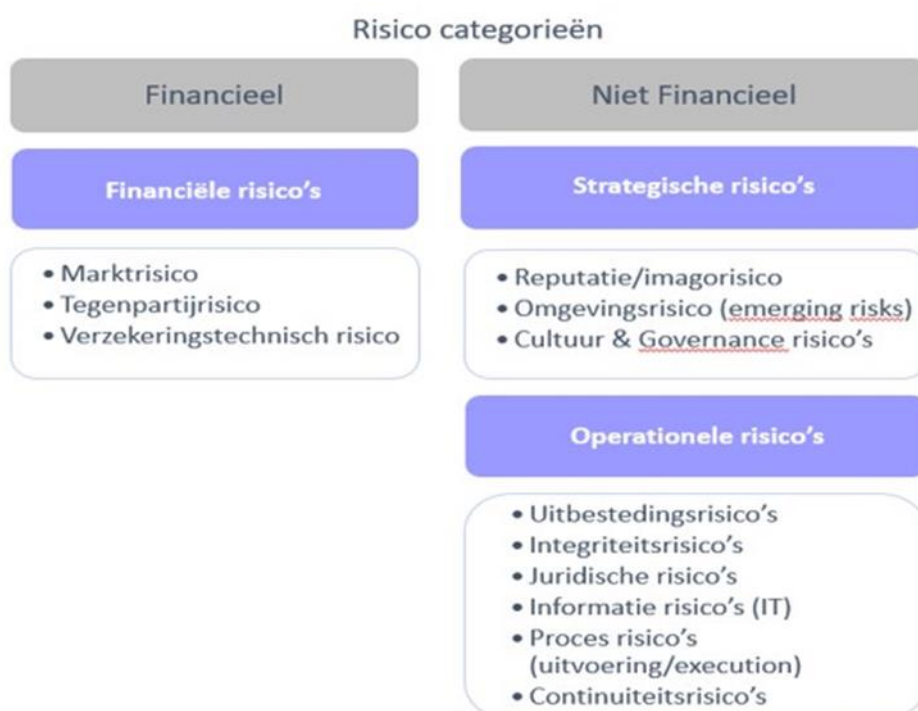 Risico categorieën
Financieel
Niet Financieel
Financiële risico's
Strategische risico's
• Marktrisico
• Tegenpartijrisico
• Verzekeringstechnisch risico
• Reputatie/imagorisico
• Omgevingsrisico (emerging risks)
• Cultuur & Governance risico's
Operationele risico's
• Uitbestedingsrisico's
• Integriteitsrisico's
• Juridische risico's
• Informatie risico's (IT)
• Proces risico's
(uitvoering/execution)
• Continuiteitsrisico's